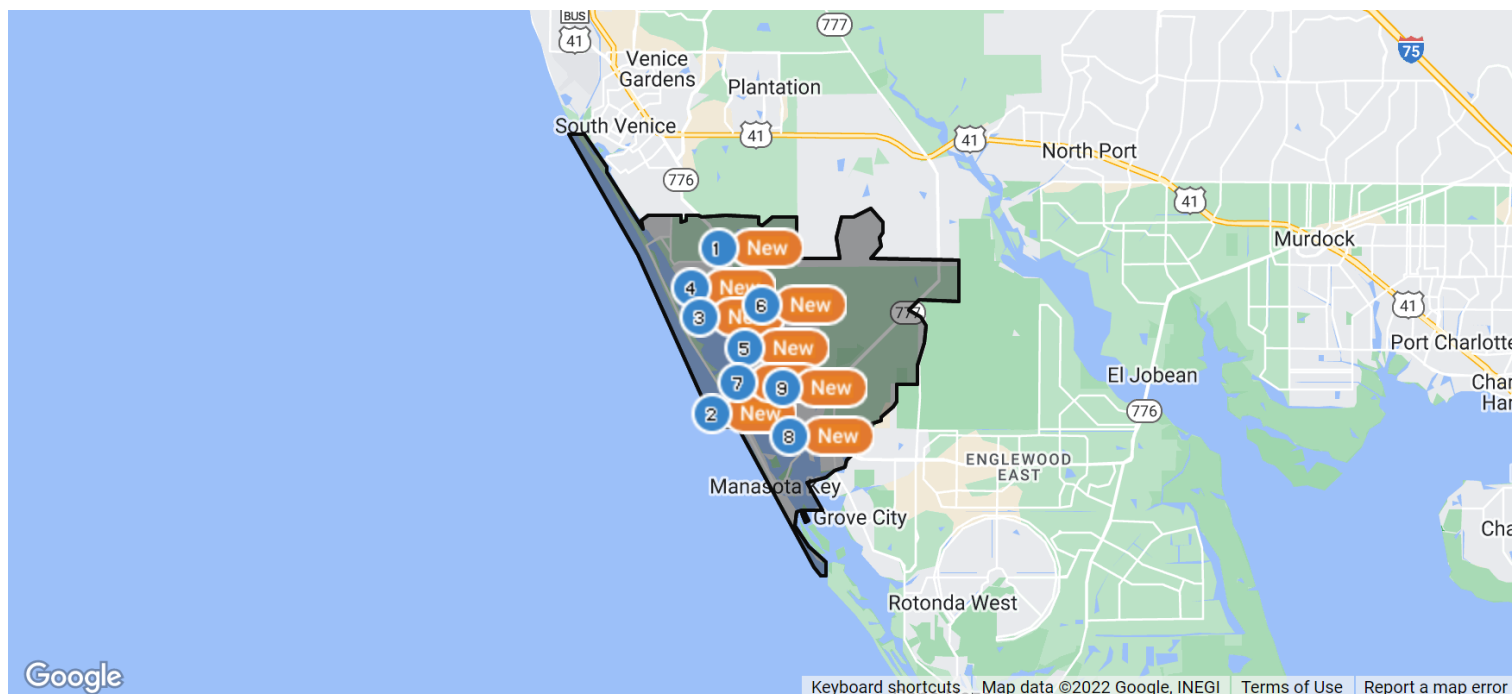 BUS
41
777
75
Venice
Gardens
Plantation
South Venice
41
41
North Port
776
41
Murdock
1 New
4 New
6 New
3
41
777
5 New
Port Charlotte
El Jobean
7
9 New
776
2 New
8 New
ENGLEWOOD
EAST
Manasota Key
Grove City
Rotonda West
Google
Keyboard shortcuts
Map data ©2022 Google, INEGI
Terms of Use
Report a map error